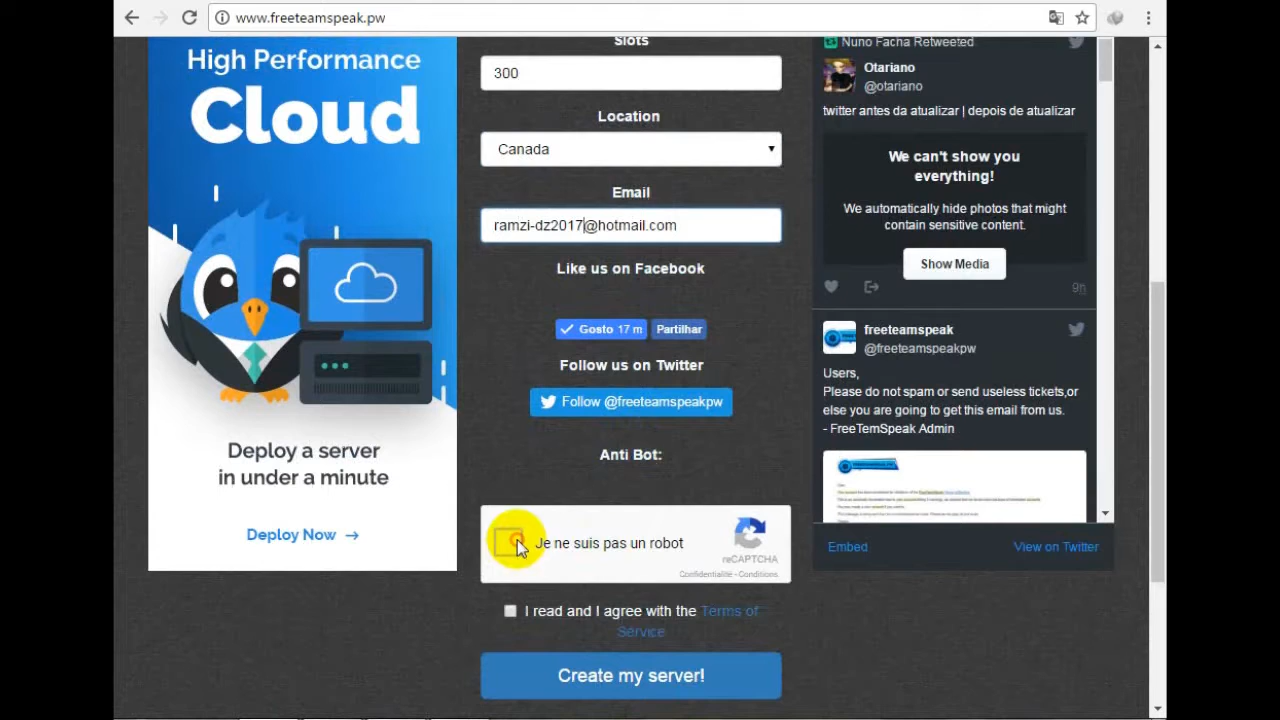 www.freeteamspeak.pw
High Performance
Cloud
Deploy a server
in under a minute
Deploy Now →
Slots
300
Location
Canada
Email
ramzi-dz2017@hotmail.com
Like us on Facebook
Gosto 17 m Partilhar
Follow us on Twitter
Follow @freeteamspeakpw
Anti Bot:
Je ne suis pas un robot
reCAPTCHA
Confidentialité - Conditions
I read and I agree with the Terms of
Service
Create my server!
Nuno Facha Retweeted
Otariano
@otariano
twitter antes da atualizar | depois de atualizar
We can't show you
everything!
We automatically hide photos that might
contain sensitive content.
Show Media
9h
freeteamspeak
@freeteamspeakpw
Users,
Please do not spam or send useless tickets,or
else you are going to get this email from us.
- FreeTemSpeak Admin
Embed
View on Twitter